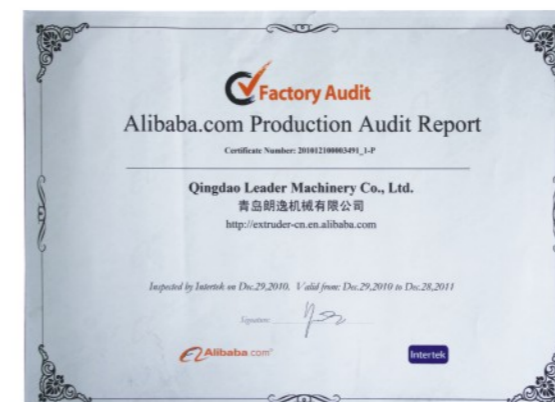 Factory Audit
Alibaba.com Production Audit Report
Certificate Number: 201012100003491_1-P
Qingdao Leader Machinery Co., Ltd.
青岛朗逸机械有限公司
http://extruder-cn.en.alibaba.com
Inspected by Intertek on Dec.29,2010. Valid from: Dec.29,2010 to Dec.28,2011
Signature
Alibaba.com®
Intertek